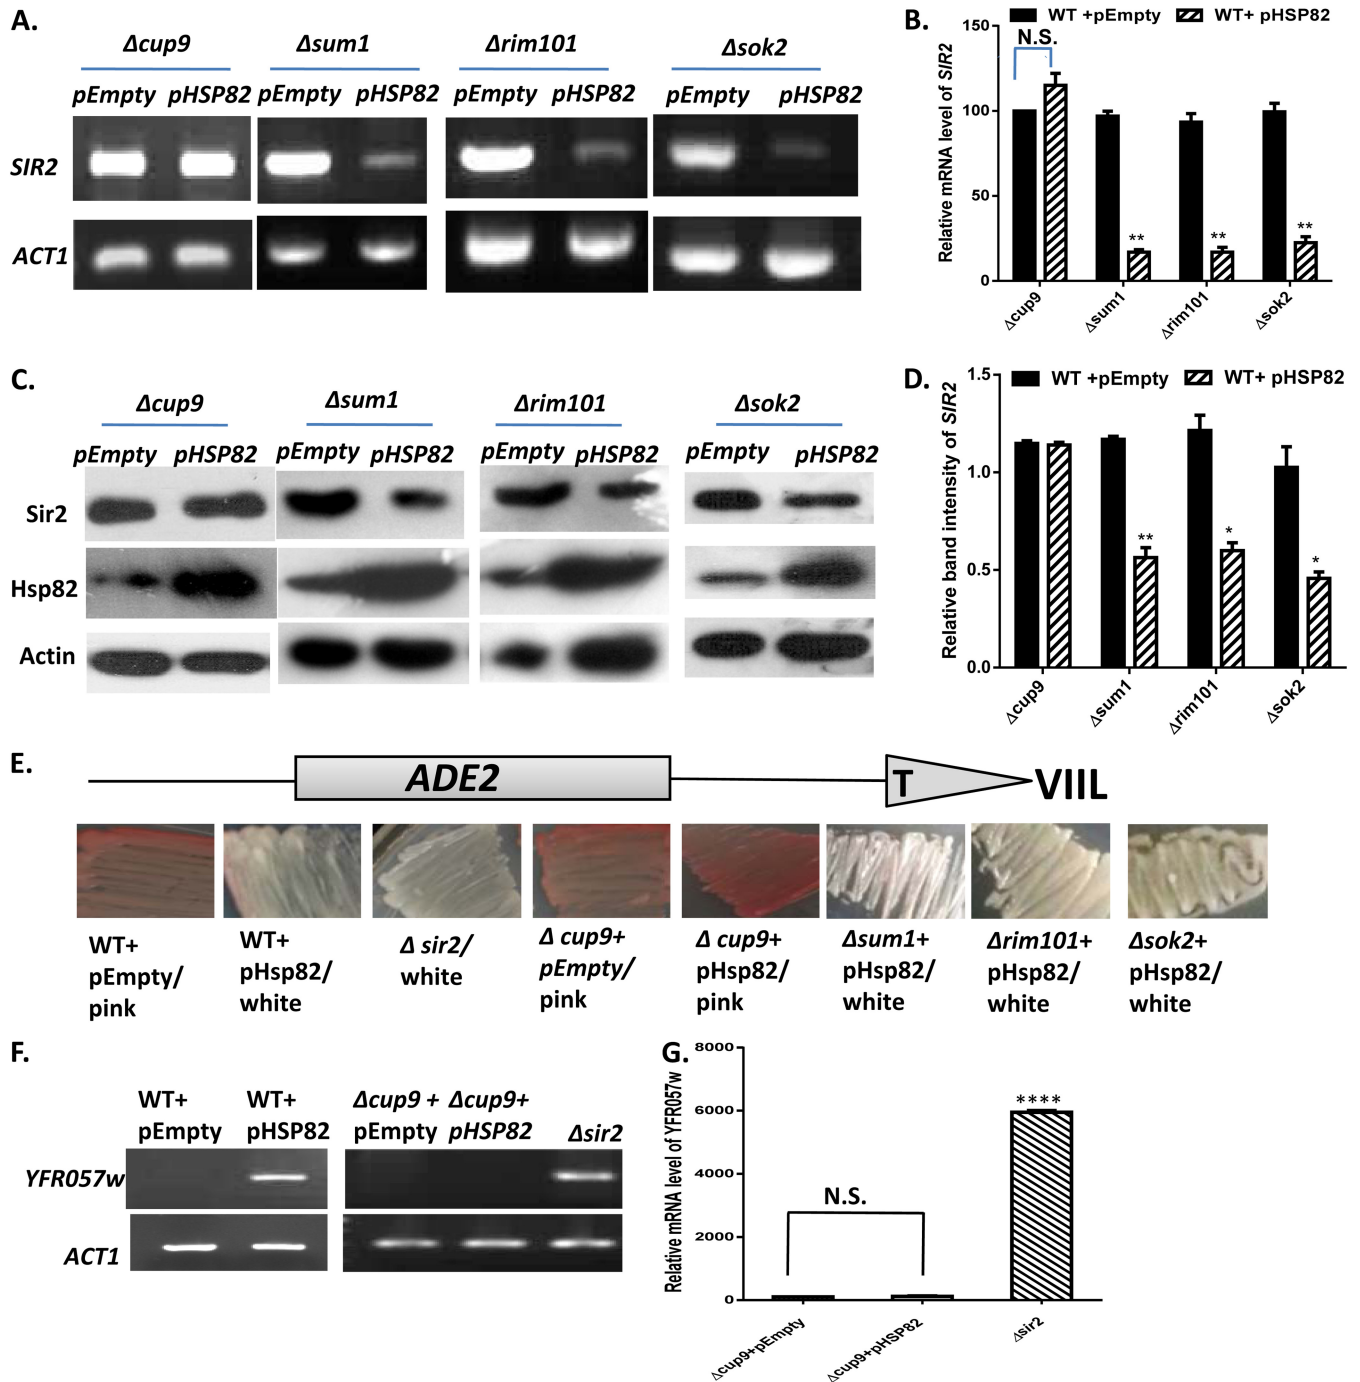 A.
Δcup9 Δsum1 Δrim101 Δsok2
pEmpty pHSP82 pEmpty pHSP82 pEmpty pHSP82 pEmpty pHSP82
SIR2
ACT1
B.
WT +pEmpty WT+ pHSP82
Relative mRNA level of SIR2
150
100
50
0
N.S.
** ** **
Δcup9 Δsum1 Δrim101 Δsok2
C.
Δcup9 Δsum1 Δrim101 Δsok2
pEmpty pHSP82 pEmpty pHSP82 pEmpty pHSP82 pEmpty pHSP82
Sir2
Hsp82
Actin
D.
WT +pEmpty WT+ pHSP82
Relative band intensity of SIR2
1.5
1.0
0.5
0.0
** * *
Δcup9 Δsum1 Δrim101 Δsok2
E.
ADE2 T VIIL
WT+
pEmpty/
pink
WT+
pHsp82/
white
Δ sir2/
white
Δ cup9+
pEmpty/
pink
Δ cup9+
pHsp82/
pink
Δsum1+
pHsp82/
white
Δrim101+
pHsp82/
white
Δsok2+
pHsp82/
white
F.
WT+ WT+ Δcup9 + Δcup9+
pEmpty pHSP82 pEmpty pHSP82 Δsir2
YFR057w
ACT1
G.
Relative mRNA level of YFR057w
8000
6000
4000
2000
0
N.S.
****
Δcup9+pEmpty Δcup9+pHSP82 Δsir2